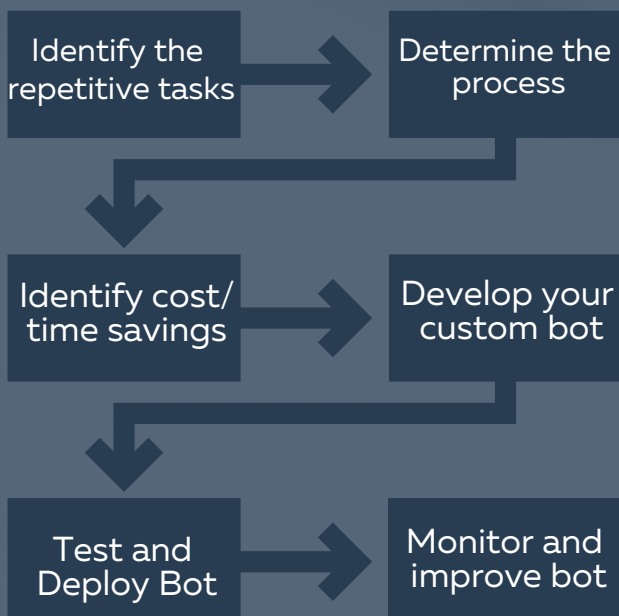 Identify the
repetitive tasks
Determine the
process
Identify cost/
time savings
Develop your
custom bot
Test and
Deploy Bot
Monitor and
improve bot